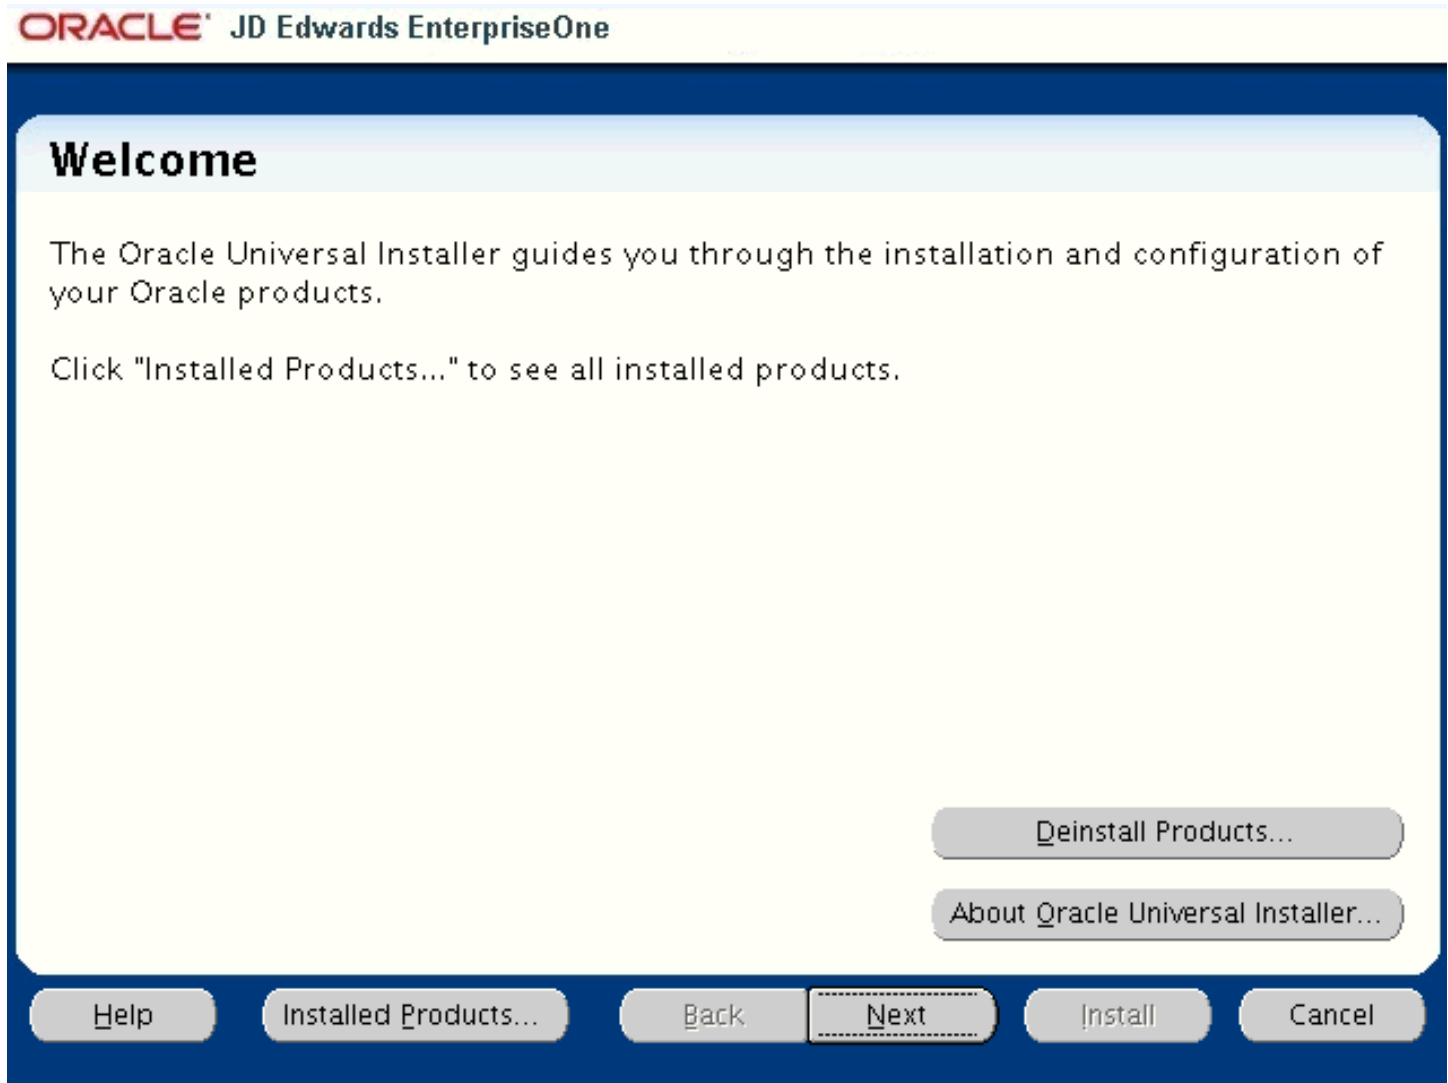 ORACLE JD Edwards EnterpriseOne
Welcome
The Oracle Universal Installer guides you through the installation and configuration of
your Oracle products.
Click "Installed Products..." to see all installed products.
Deinstall Products...
About Oracle Universal Installer...
Help Installed Products... Back Next Install Cancel